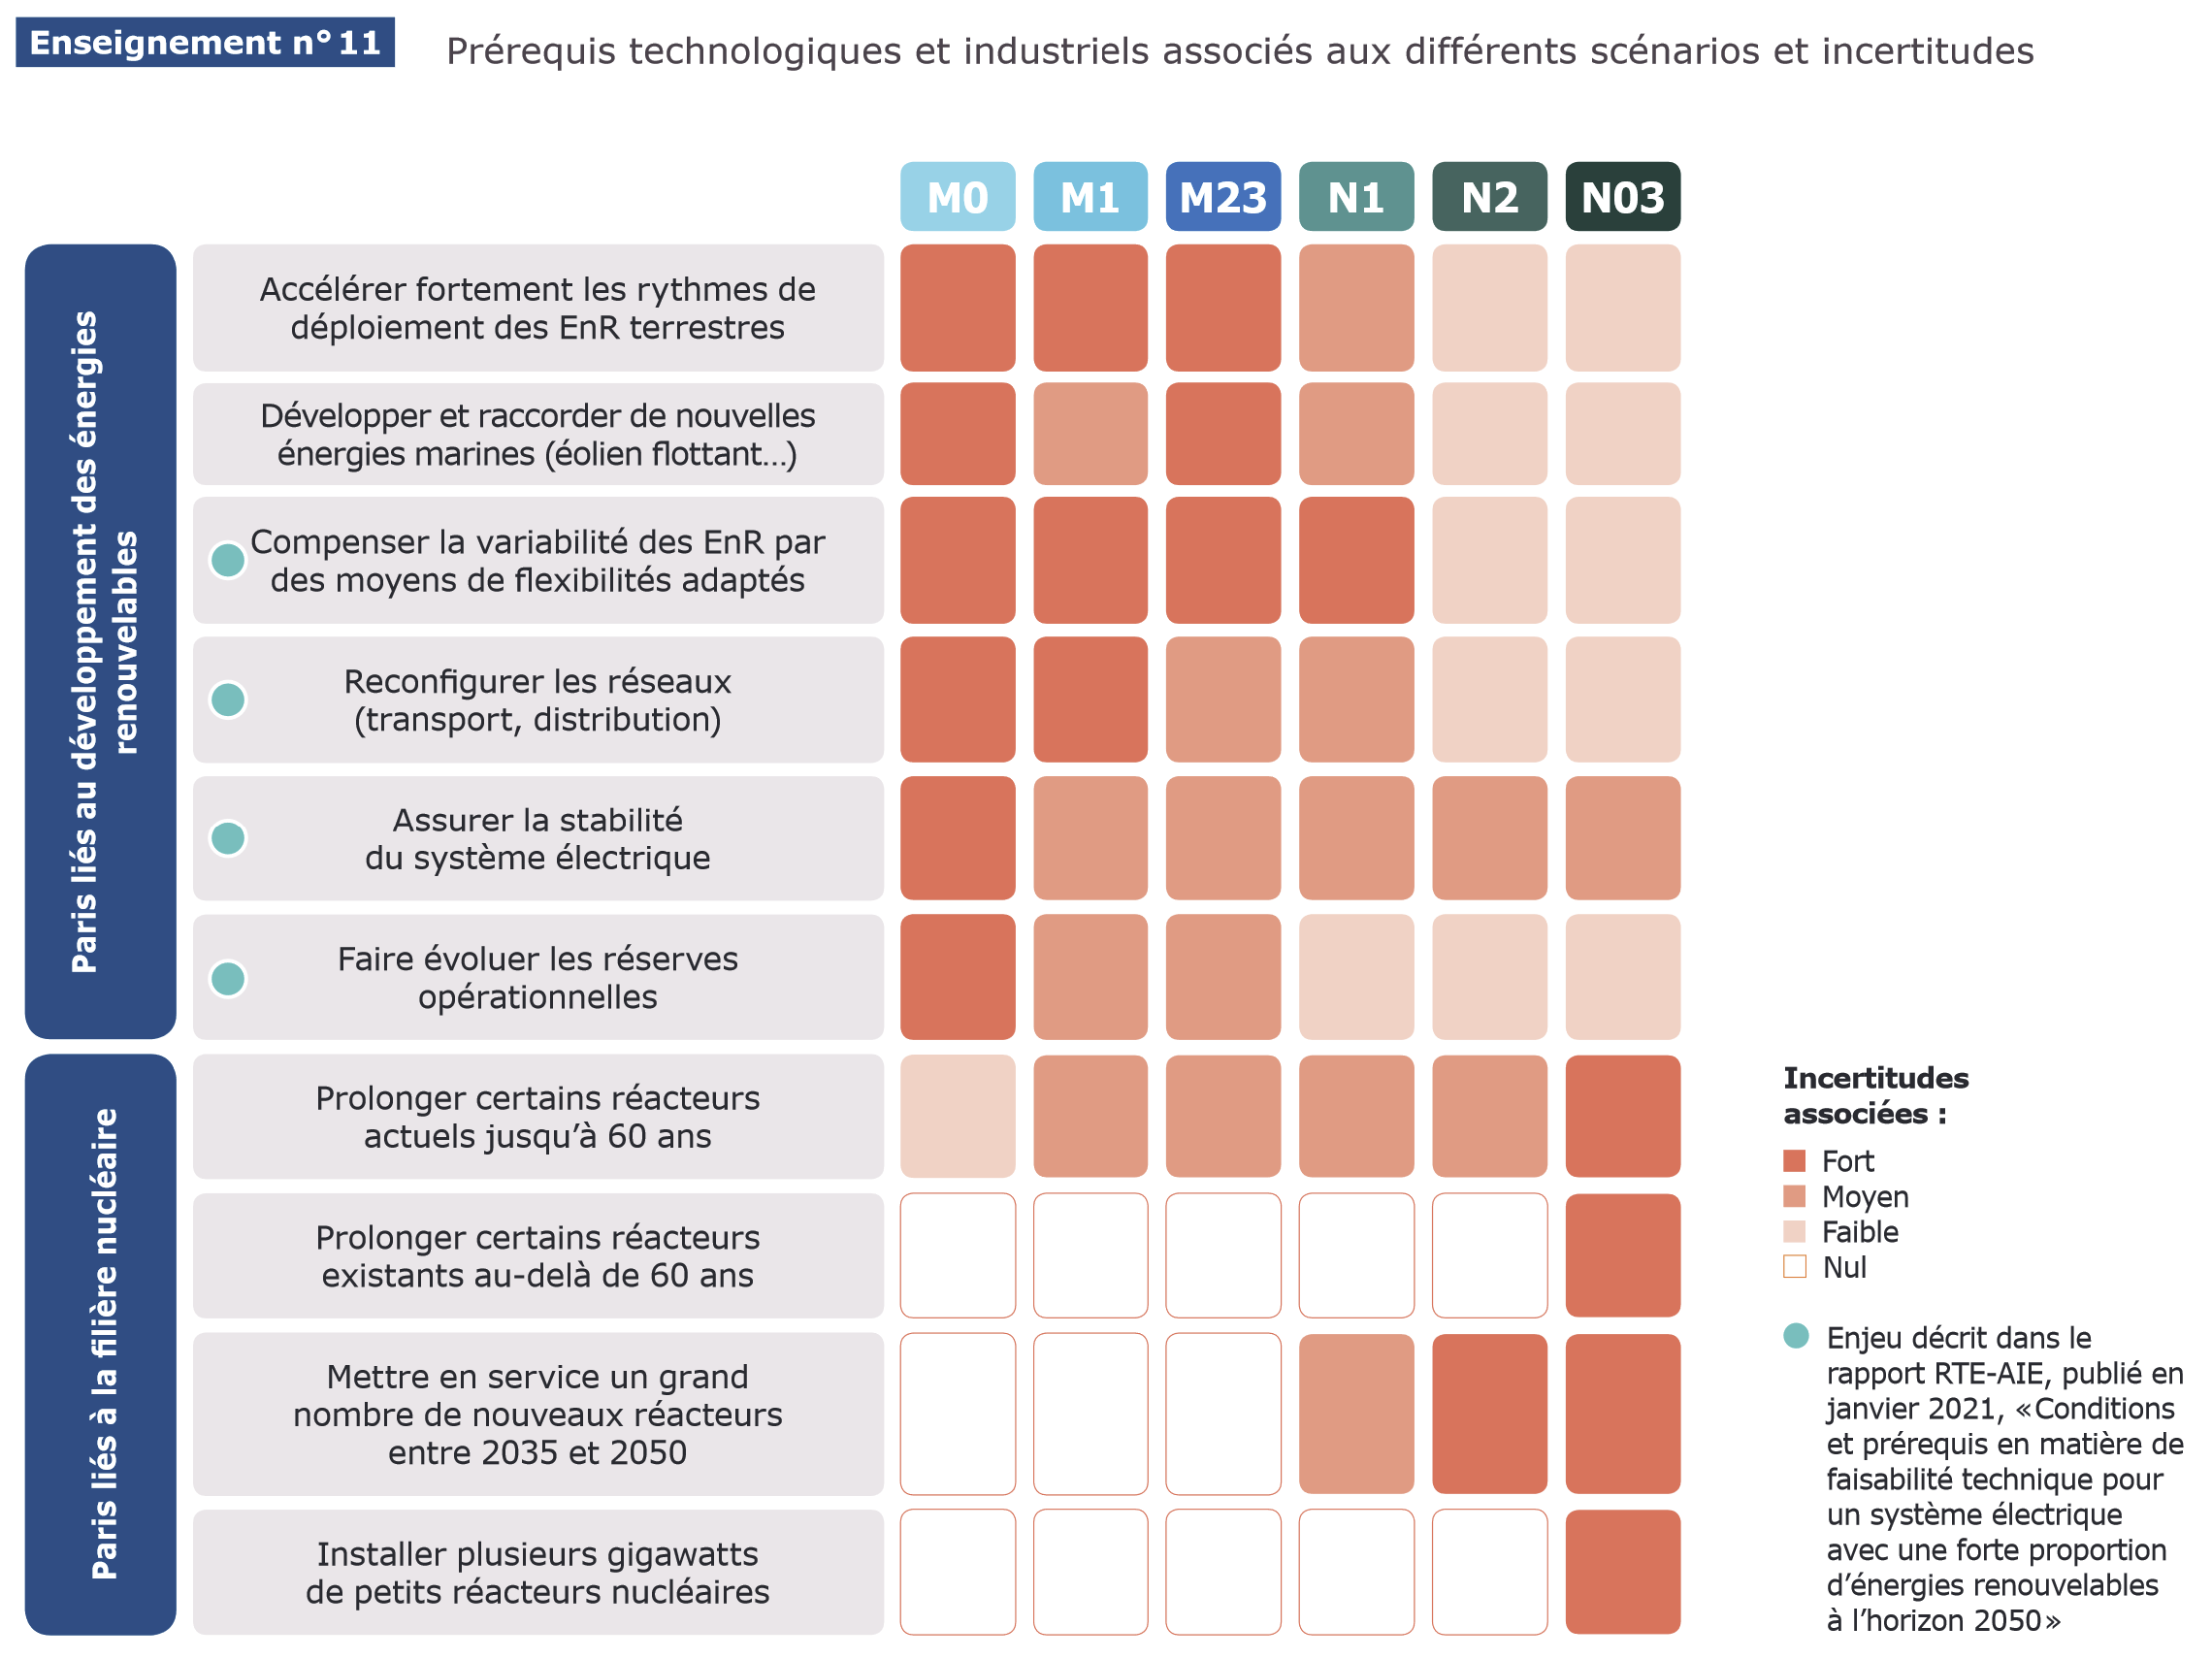 Enseignement n° 11
Prérequis technologiques et industriels associés aux différents scénarios et incertitudes
M0 M1 M23 N1 N2 N03
Paris liés au développement des énergies
renouvelables
Accélérer fortement les rythmes de
déploiement des EnR terrestres
Développer et raccorder de nouvelles
énergies marines (éolien flottant…)
Compenser la variabilité des EnR par
des moyens de flexibilités adaptés
Reconfigurer les réseaux
(transport, distribution)
Assurer la stabilité
du système électrique
Faire évoluer les réserves
opérationnelles
Paris liés à la filière nucléaire
Prolonger certains réacteurs
actuels jusqu’à 60 ans
Prolonger certains réacteurs
existants au-delà de 60 ans
Mettre en service un grand
nombre de nouveaux réacteurs
entre 2035 et 2050
Installer plusieurs gigawatts
de petits réacteurs nucléaires
Incertitudes
associées :
Fort
Moyen
Faible
Nul
Enjeu décrit dans le
rapport RTE-AIE, publié en
janvier 2021, «Conditions
et prérequis en matière de
faisabilité technique pour
un système électrique
avec une forte proportion
d’énergies renouvelables
à l’horizon 2050»